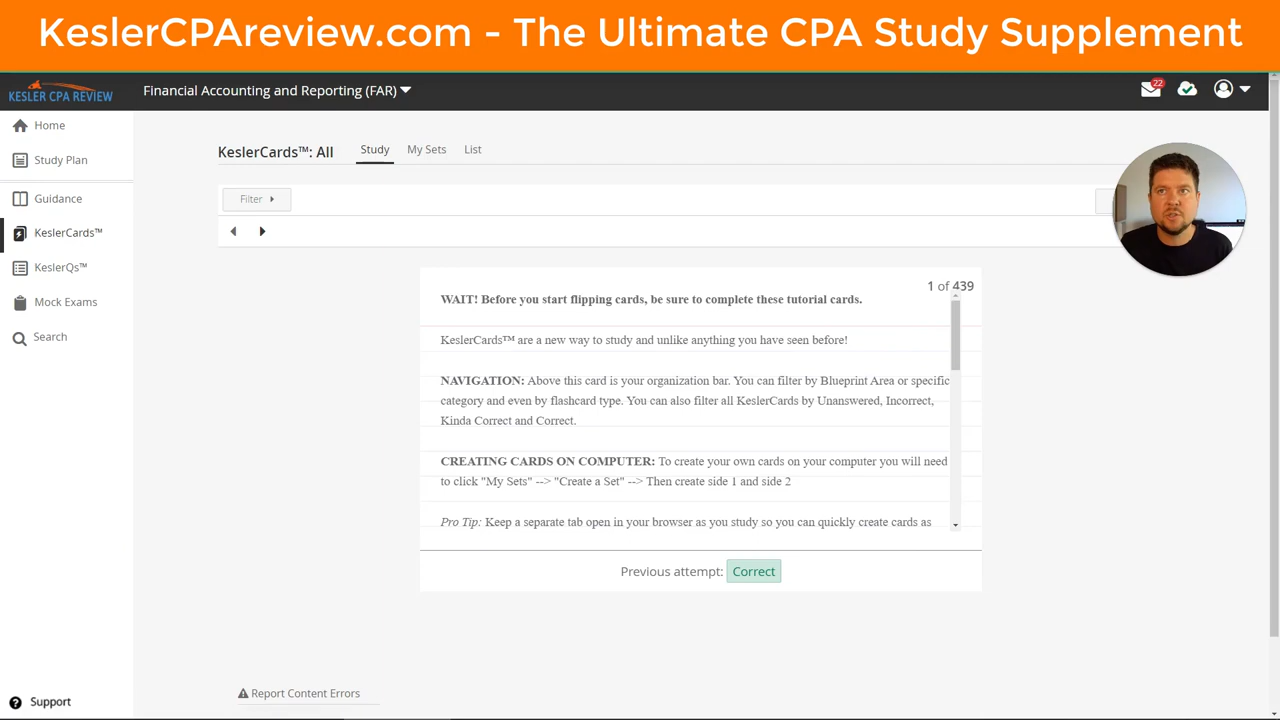 KeslerCPAreview.com - The Ultimate CPA Study Supplement
KESLER CPA REVIEW
Financial Accounting and Reporting (FAR)
22
Home
Study Plan
Guidance
KeslerCards™
KeslerQs™
Mock Exams
Search
Support
KeslerCards™: All
Study
My Sets
List
Filter
1 of 439
WAIT! Before you start flipping cards, be sure to complete these tutorial cards.
KeslerCards™ are a new way to study and unlike anything you have seen before!
NAVIGATION: Above this card is your organization bar. You can filter by Blueprint Area or specific
category and even by flashcard type. You can also filter all KeslerCards by Unanswered, Incorrect,
Kinda Correct and Correct.
CREATING CARDS ON COMPUTER: To create your own cards on your computer you will need
to click "My Sets" --> "Create a Set" --> Then create side 1 and side 2
Pro Tip: Keep a separate tab open in your browser as you study so you can quickly create cards as
Previous attempt: Correct
Report Content Errors